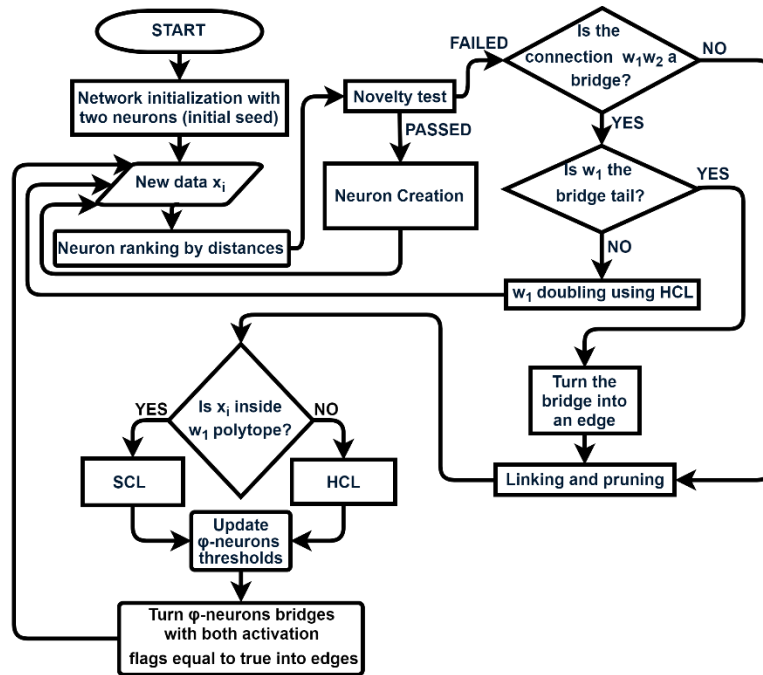 START
Network initialization with
two neurons (initial seed)
New data xᵢ
Neuron ranking by distances
Novelty test
FAILED
PASSED
Neuron Creation
Is the
connection w₁w₂ a
bridge?
NO
YES
Is w₁ the
bridge tail?
YES
NO
w₁ doubling using HCL
Turn the
bridge into
an edge
Linking and pruning
Is xᵢ inside
w₁ polytope?
YES
NO
SCL
HCL
Update
φ-neurons
thresholds
Turn φ-neurons bridges
with both activation
flags equal to true into edges